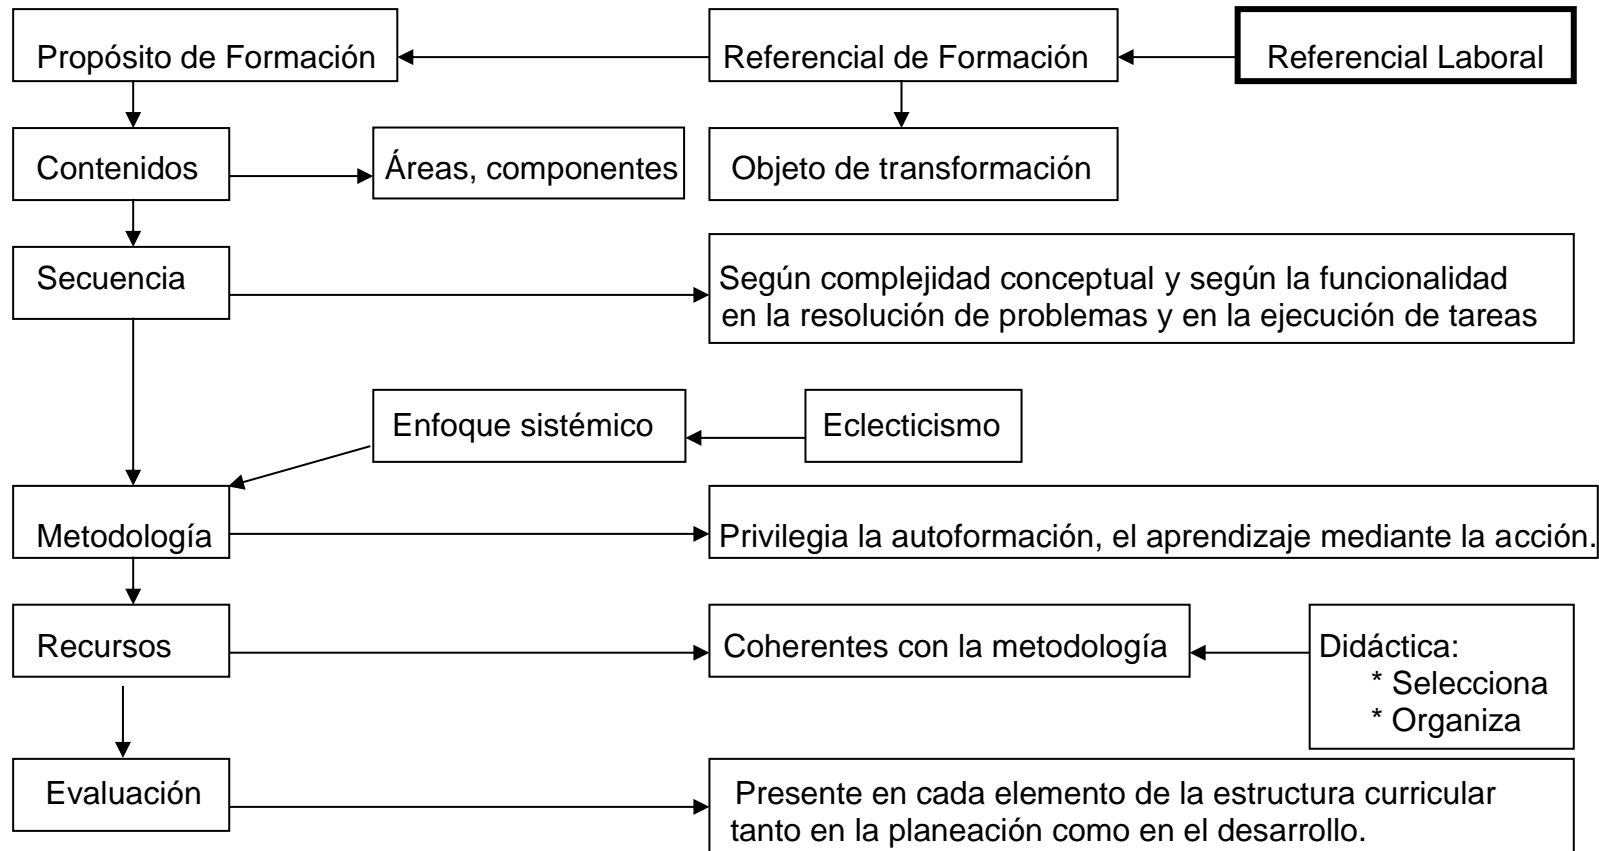 Propósito de Formación
Referencial de Formación
Referencial Laboral
Contenidos
Áreas, componentes
Objeto de transformación
Secuencia
Según complejidad conceptual y según la funcionalidad
en la resolución de problemas y en la ejecución de tareas
Enfoque sistémico
Eclecticismo
Metodología
Privilegia la autoformación, el aprendizaje mediante la acción.
Recursos
Coherentes con la metodología
Didáctica:
* Selecciona
* Organiza
Evaluación
Presente en cada elemento de la estructura curricular
tanto en la planeación como en el desarrollo.